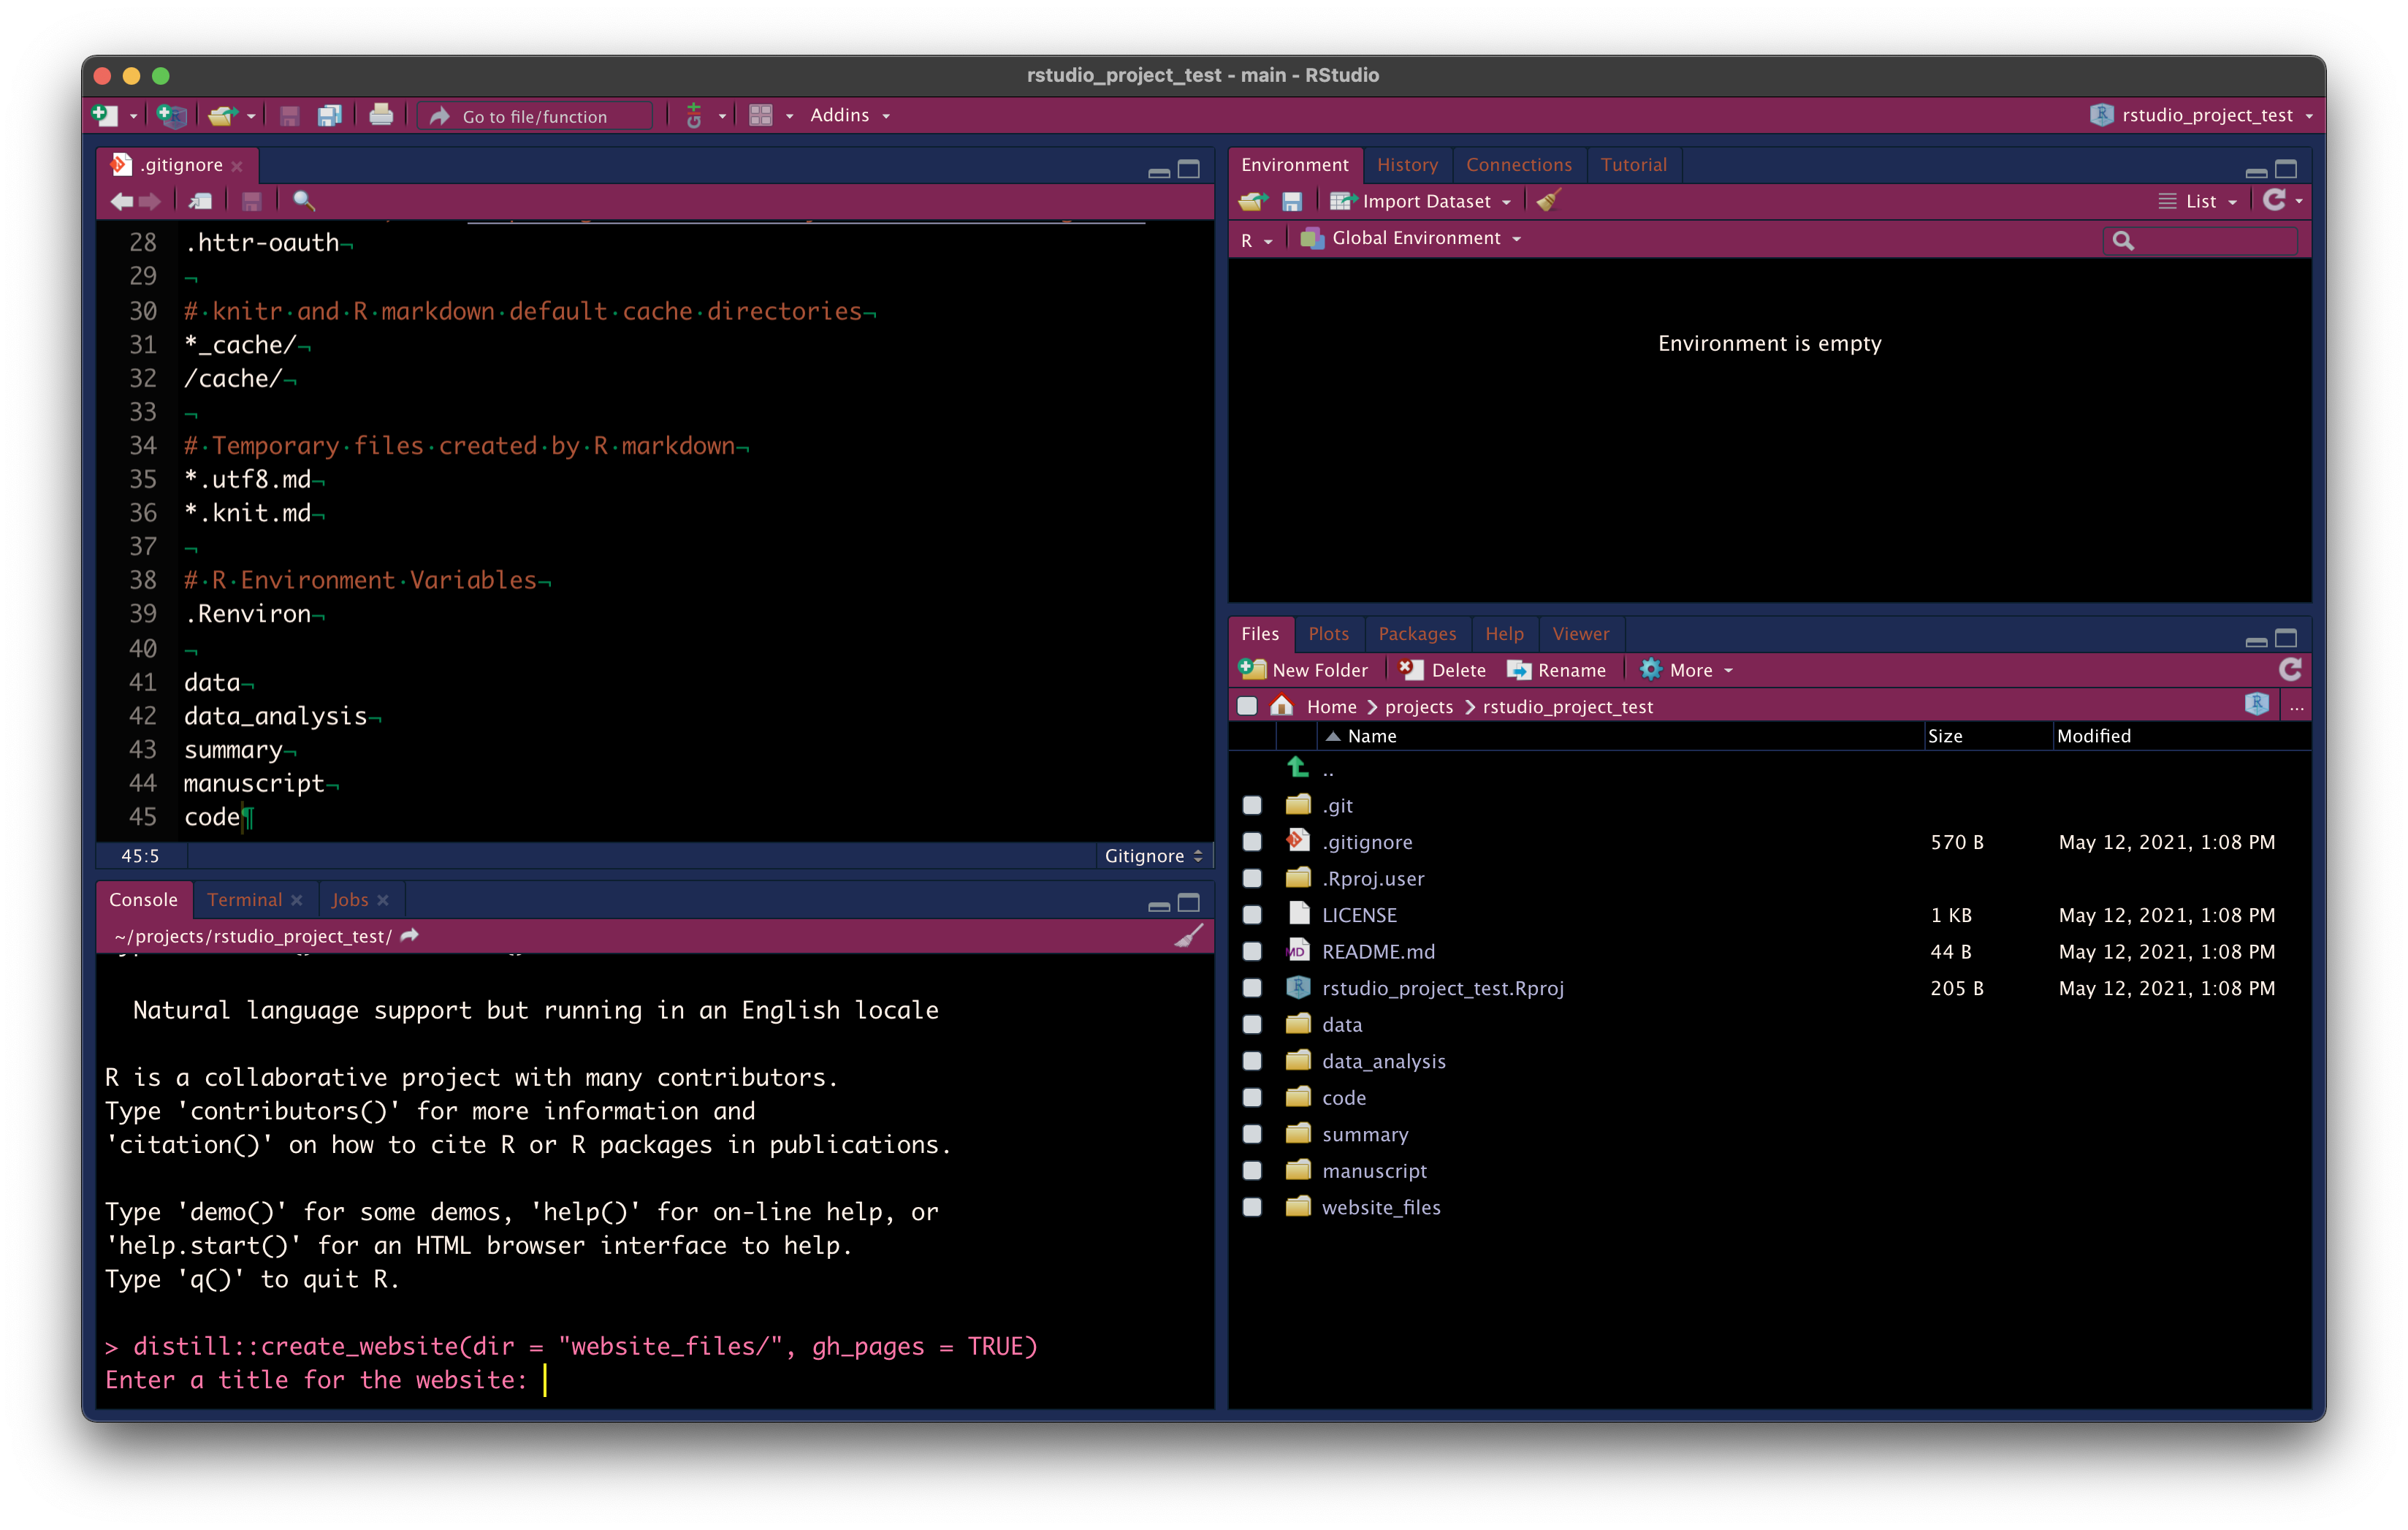 rstudio_project_test - main - RStudio
Go to file/function
Addins
rstudio_project_test
.gitignore
28 .httr-oauth¬
29 ¬
30 #·knitr·and·R·markdown·default·cache·directories¬
31 *_cache/¬
32 /cache/¬
33 ¬
34 #·Temporary·files·created·by·R·markdown¬
35 *.utf8.md¬
36 *.knit.md¬
37 ¬
38 #·R·Environment·Variables¬
39 .Renviron¬
40 ¬
41 data¬
42 data_analysis¬
43 summary¬
44 manuscript¬
45 code¶
45:5 Gitignore
Console Terminal Jobs
~/projects/rstudio_project_test/
Natural language support but running in an English locale
R is a collaborative project with many contributors.
Type 'contributors()' for more information and
'citation()' on how to cite R or R packages in publications.
Type 'demo()' for some demos, 'help()' for on-line help, or
'help.start()' for an HTML browser interface to help.
Type 'q()' to quit R.
> distill::create_website(dir = "website_files/", gh_pages = TRUE)
Enter a title for the website:
Environment History Connections Tutorial
Import Dataset List
R Global Environment
Environment is empty
Files Plots Packages Help Viewer
New Folder Delete Rename More
Home projects rstudio_project_test ...
Name Size Modified
..
.git
.gitignore 570 B May 12, 2021, 1:08 PM
.Rproj.user
LICENSE 1 KB May 12, 2021, 1:08 PM
README.md 44 B May 12, 2021, 1:08 PM
rstudio_project_test.Rproj 205 B May 12, 2021, 1:08 PM
data
data_analysis
code
summary
manuscript
website_files